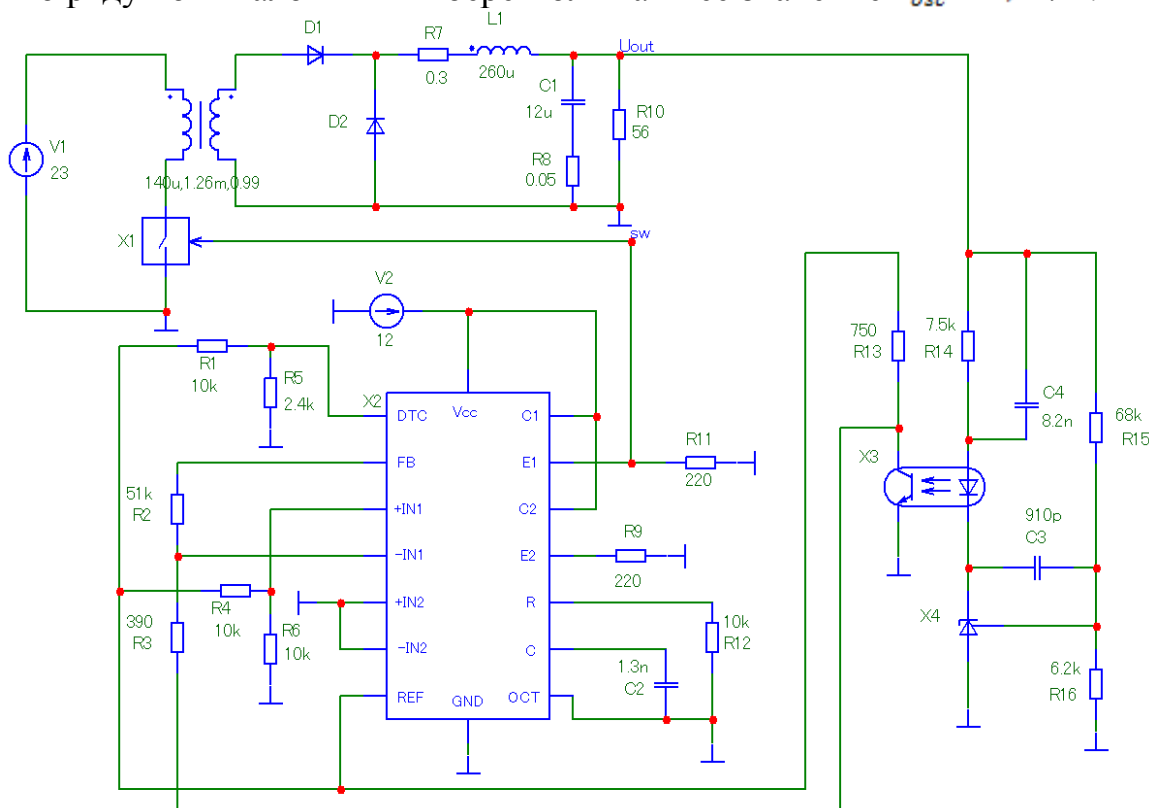 ost
D1
R7
0.3
L1
260u
Uout
C1
12u
R10
56
D2
R8
0.05
V1
23
140u,1.26m,0.99
X1
sw
V2
12
R1
10k
R5
2.4k
X2
DTC
Vcc
C1
FB
E1
+IN1
C2
-IN1
E2
+IN2
R
-IN2
C
REF
GND
OCT
R11
220
R9
220
51k
R2
R4
10k
390
R3
R6
10k
10k
R12
1.3n
C2
750
R13
7.5k
R14
C4
8.2n
68k
R15
X3
910p
C3
X4
6.2k
R16